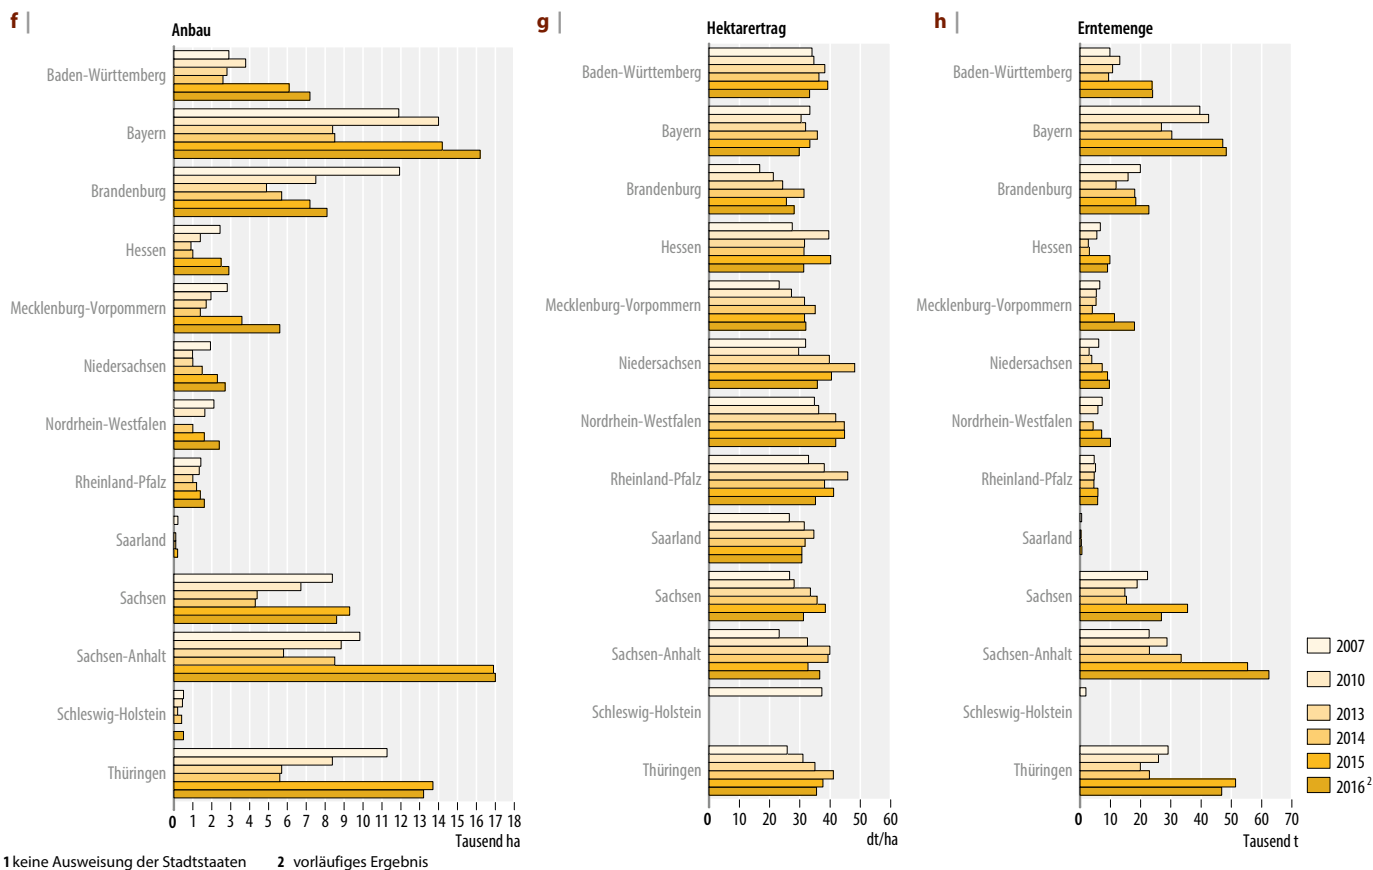 f |
Anbau
Baden-Württemberg
Bayern
Brandenburg
Hessen
Mecklenburg-Vorpommern
Niedersachsen
Nordrhein-Westfalen
Rheinland-Pfalz
Saarland
Sachsen
Sachsen-Anhalt
Schleswig-Holstein
Thüringen
0 1 2 3 4 5 6 7 8 9 10 11 12 13 14 15 16 17 18
Tausend ha
g |
Hektarertrag
Baden-Württemberg
Bayern
Brandenburg
Hessen
Mecklenburg-Vorpommern
Niedersachsen
Nordrhein-Westfalen
Rheinland-Pfalz
Saarland
Sachsen
Sachsen-Anhalt
Schleswig-Holstein
Thüringen
0 10 20 30 40 50 60
dt/ha
h |
Erntemenge
Baden-Württemberg
Bayern
Brandenburg
Hessen
Mecklenburg-Vorpommern
Niedersachsen
Nordrhein-Westfalen
Rheinland-Pfalz
Saarland
Sachsen
Sachsen-Anhalt
Schleswig-Holstein
Thüringen
0 10 20 30 40 50 60 70
Tausend t
2007
2010
2013
2014
2015
2016 2
1 keine Ausweisung der Stadtstaaten 2 vorläufiges Ergebnis